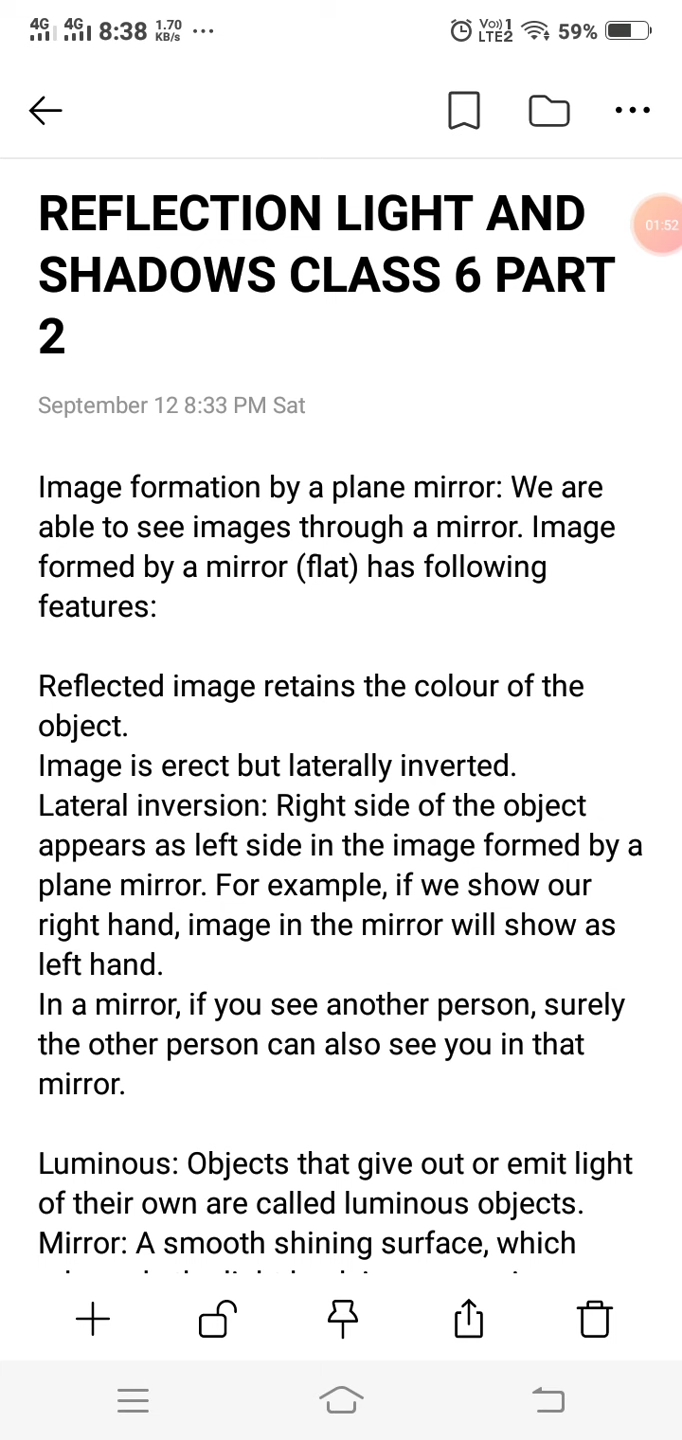 4G 4G 8:38 1.70 KB/s ... Vo)) 1 LTE2 59%
REFLECTION LIGHT AND
SHADOWS CLASS 6 PART
2
01:52
September 12 8:33 PM Sat
Image formation by a plane mirror: We are
able to see images through a mirror. Image
formed by a mirror (flat) has following
features:
Reflected image retains the colour of the
object.
Image is erect but laterally inverted.
Lateral inversion: Right side of the object
appears as left side in the image formed by a
plane mirror. For example, if we show our
right hand, image in the mirror will show as
left hand.
In a mirror, if you see another person, surely
the other person can also see you in that
mirror.
Luminous: Objects that give out or emit light
of their own are called luminous objects.
Mirror: A smooth shining surface, which